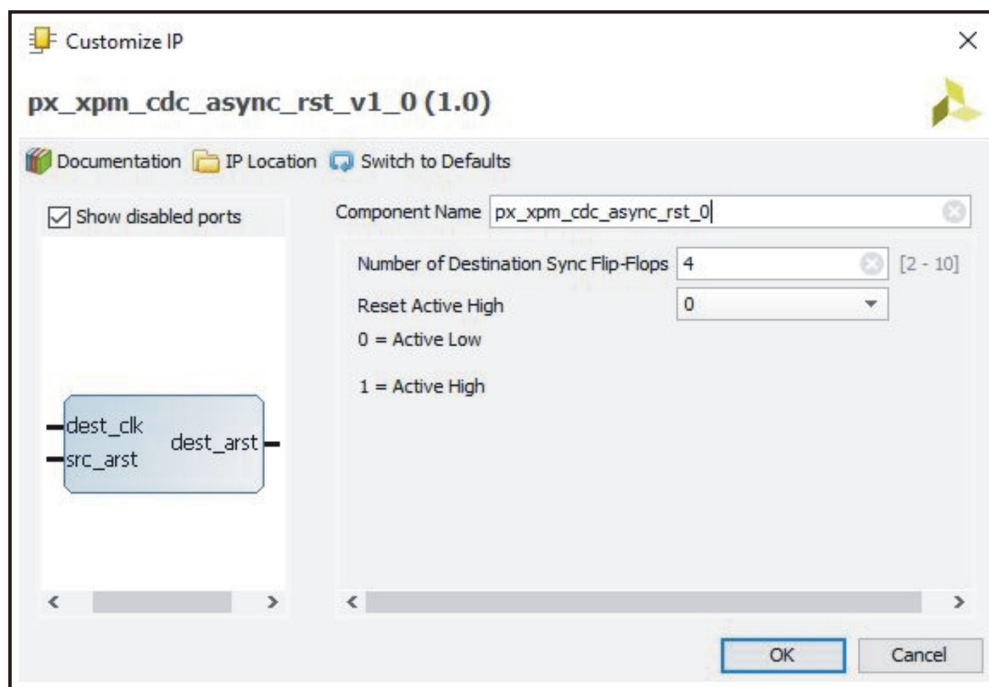 Customize IP
px_xpm_cdc_async_rst_v1_0 (1.0)
Documentation IP Location Switch to Defaults
Show disabled ports
Component Name px_xpm_cdc_async_rst_0
Number of Destination Sync Flip-Flops 4 [2 - 10]
Reset Active High 0
0 = Active Low
1 = Active High
dest_clk
src_arst
dest_arst
OK Cancel